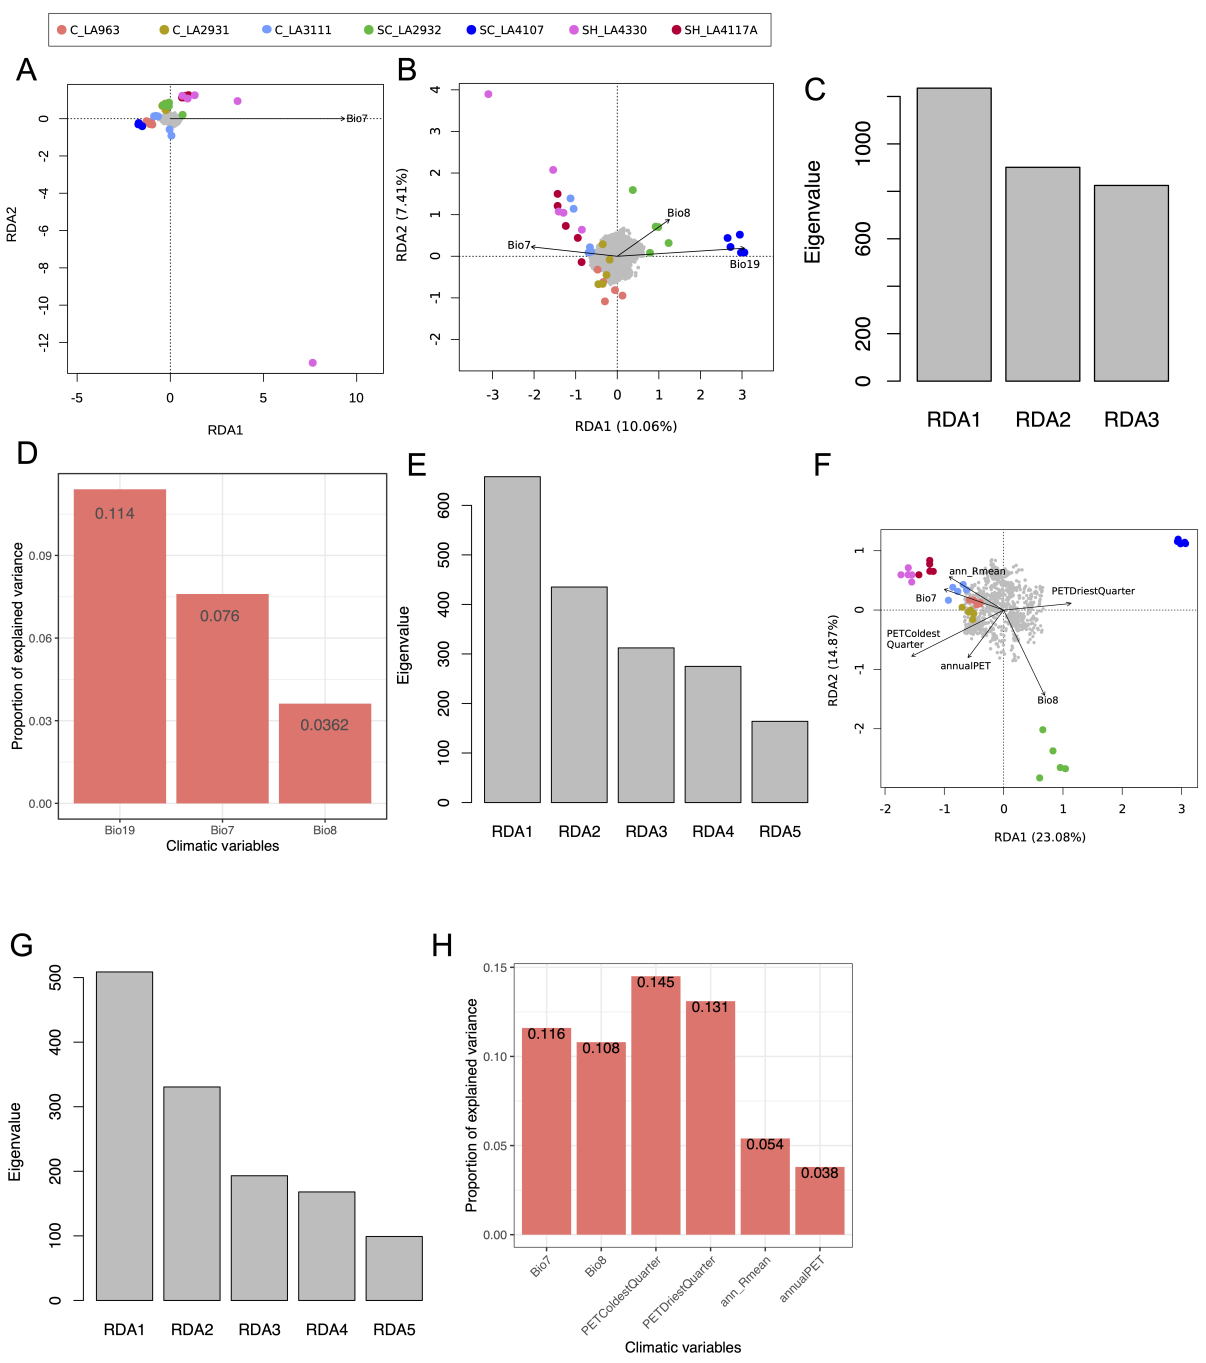 C_LA963 C_LA2931 C_LA3111 SC_LA2932 SC_LA4107 SH_LA4330 SH_LA4117A
A
0
-2
-4
-6
-8
-10
-12
RDA2
Bio7
-5 0 5 10
RDA1
B
4
3
2
1
0
-1
-2
RDA2 (7.41%)
Bio8
Bio7
Bio19
-3 -2 -1 0 1 2 3
RDA1 (10.06%)
C
Eigenvalue
1000
600
200
0
RDA1 RDA2 RDA3
D
Proportion of explained variance
0.09
0.06
0.03
0.00
0.114
0.076
0.0362
Bio19 Bio7 Bio8
Climatic variables
E
Eigenvalue
600
500
400
300
200
100
0
RDA1 RDA2 RDA3 RDA4 RDA5
F
1
0
-1
-2
RDA2 (14.87%)
ann_Rmean
Bio7
PETDriestQuarter
PETColdest
Quarter
annualPET
Bio8
-2 -1 0 1 2 3
RDA1 (23.08%)
G
Eigenvalue
500
400
300
200
100
0
RDA1 RDA2 RDA3 RDA4 RDA5
H
Proportion of explained variance
0.15
0.10
0.05
0.00
0.116
0.108
0.145
0.131
0.054
0.038
Bio7 Bio8 PETColdestQuarter PETDriestQuarter ann_Rmean annualPET
Climatic variables